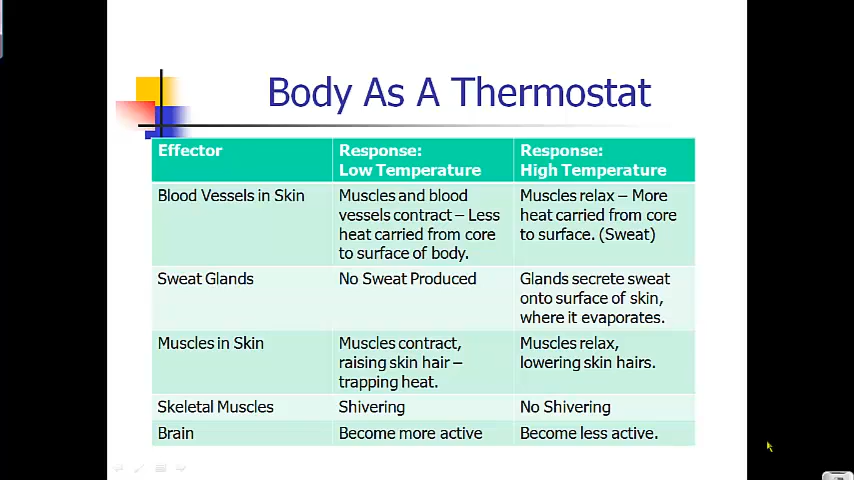 Body As A Thermostat
Effector
Response:
Low Temperature
Response:
High Temperature
Blood Vessels in Skin
Muscles and blood
vessels contract – Less
heat carried from core
to surface of body.
Muscles relax – More
heat carried from core
to surface. (Sweat)
Sweat Glands
No Sweat Produced
Glands secrete sweat
onto surface of skin,
where it evaporates.
Muscles in Skin
Muscles contract,
raising skin hair –
trapping heat.
Muscles relax,
lowering skin hairs.
Skeletal Muscles
Shivering
No Shivering
Brain
Become more active
Become less active.